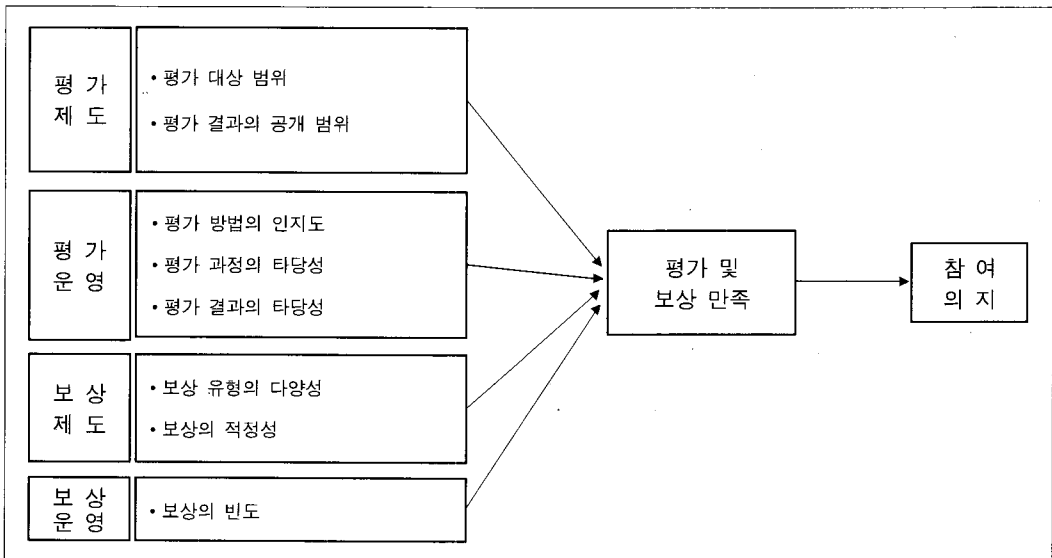 평 가
제 도
• 평가 대상 범위
• 평가 결과의 공개 범위
평 가
운 영
• 평가 방법의 인지도
• 평가 과정의 타당성
• 평가 결과의 타당성
보 상
제 도
• 보상 유형의 다양성
• 보상의 적정성
보 상
운 영
• 보상의 빈도
평가 및
보상 만족
참 여
의 지